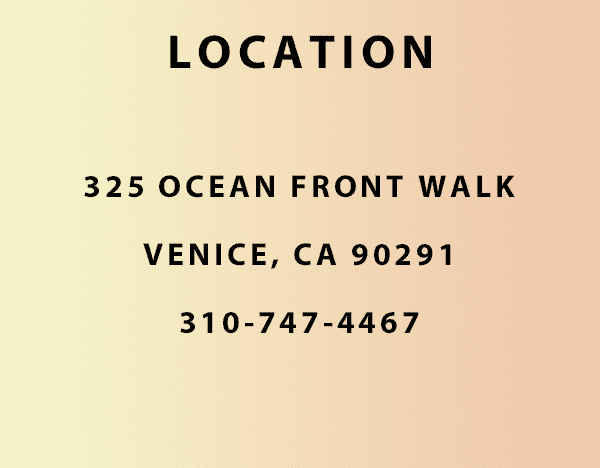 LOCATION
325 OCEAN FRONT WALK
VENICE, CA 90291
310-747-4467